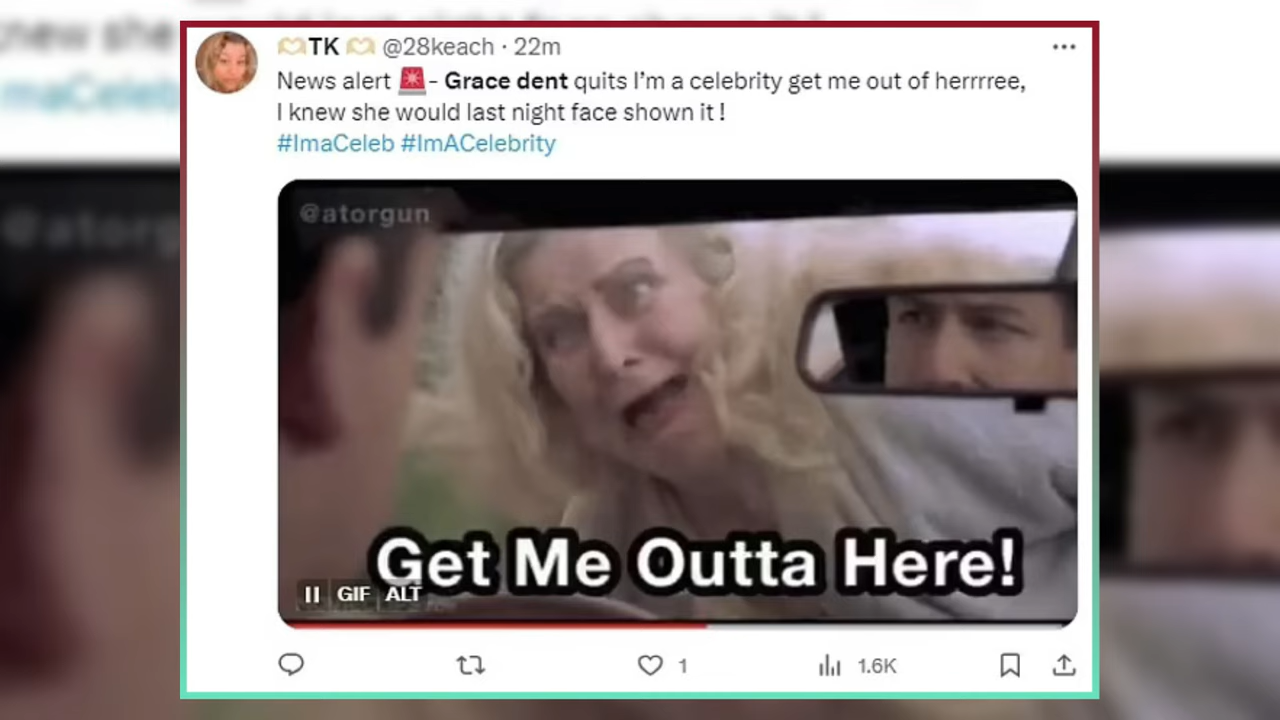 TK @28keach · 22m
News alert 🚨 - Grace dent quits I'm a celebrity get me out of herrrree,
I knew she would last night face shown it !
#ImaCeleb #ImACelebrity
@atorgun
Get Me Outta Here!
GIF ALT
1 1.6K